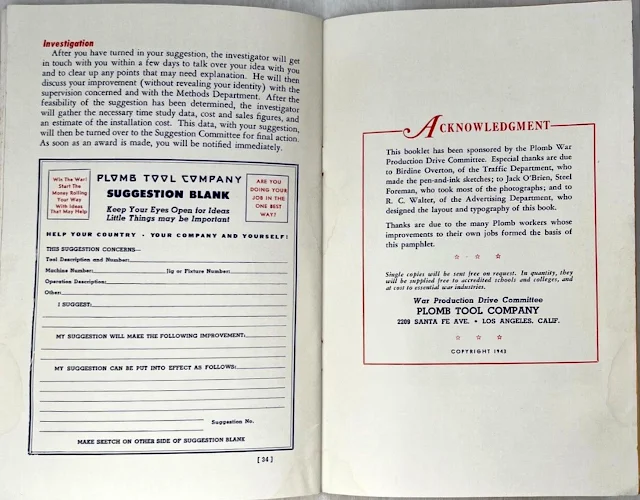 Investigation
After you have turned in your suggestion, the investigator will get
in touch with you within a few days to talk over your idea with you
and to clear up any points that may need explanation. He will then
discuss your improvement (without revealing your identity) with the
supervision concerned and with the Methods Department. After the
feasibility of the suggestion has been determined, the investigator
will gather the necessary time study data, cost and sales figures, and
an estimate of the installation cost. This data, with your suggestion,
will then be turned over to the Suggestion Committee for final action.
As soon as an award is made, you will be notified immediately.
Win The War!
Start The
Money Rolling
Your Way
With Ideas
That May Help
PLOMB TOOL COMPANY
SUGGESTION BLANK
Keep Your Eyes Open for Ideas
Little Things may be Important
ARE YOU
DOING YOUR
JOB IN THE
ONE BEST
WAY?
HELP YOUR COUNTRY • YOUR COMPANY AND YOURSELF!
THIS SUGGESTION CONCERNS—
Tool Description and Number:
Machine Number: Jig or Fixture Number:
Operation Description:
Other:
I SUGGEST:
MY SUGGESTION WILL MAKE THE FOLLOWING IMPROVEMENT:
MY SUGGESTION CAN BE PUT INTO EFFECT AS FOLLOWS:
Suggestion No.
MAKE SKETCH ON OTHER SIDE OF SUGGESTION BLANK
[ 34 ]
ACKNOWLEDGMENT
This booklet has been sponsored by the Plomb War
Production Drive Committee. Especial thanks are due
to Birdine Overton, of the Traffic Department, who
made the pen-and-ink sketches; to Jack O'Brien, Steel
Foreman, who took most of the photographs; and to
R. C. Walter, of the Advertising Department, who
designed the layout and typography of this book.
Thanks are due to the many Plomb workers whose
improvements to their own jobs formed the basis of
this pamphlet.
Single copies will be sent free on request. In quantity, they
will be supplied free to accredited schools and colleges, and
at cost to essential war industries.
War Production Drive Committee
PLOMB TOOL COMPANY
2209 SANTA FE AVE. • LOS ANGELES, CALIF.
COPYRIGHT 1943